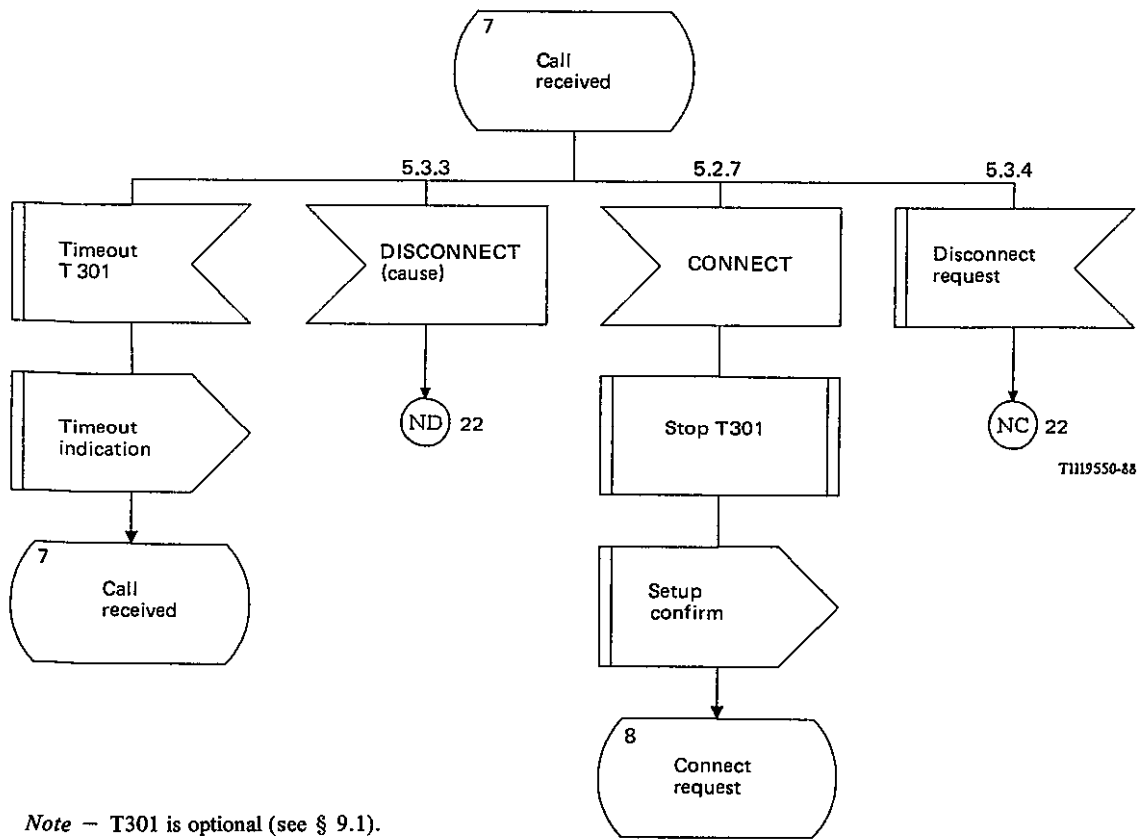 7
Call
received
5.3.3
5.2.7
5.3.4
Timeout
T 301
DISCONNECT
(cause)
CONNECT
Disconnect
request
Timeout
indication
ND 22
Stop T301
NC 22
T1119550-88
7
Call
received
Setup
confirm
8
Connect
request
Note – T301 is optional (see § 9.1).